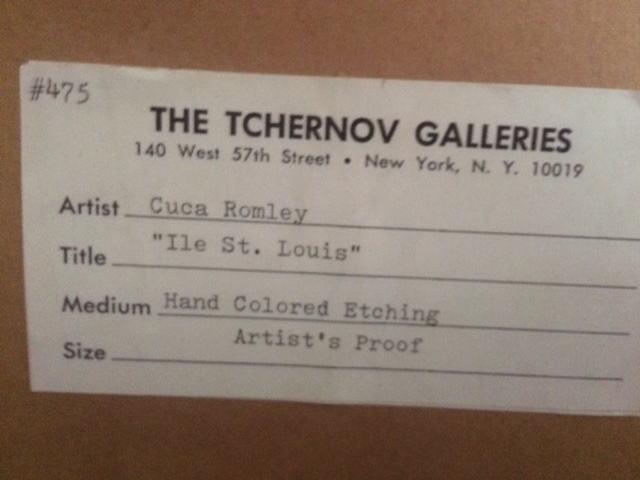 #475
THE TCHERNOV GALLERIES
140 West 57th Street • New York, N. Y. 10019
Artist Cuca Romley
Title "Ile St. Louis"
Medium Hand Colored Etching
Artist's Proof
Size